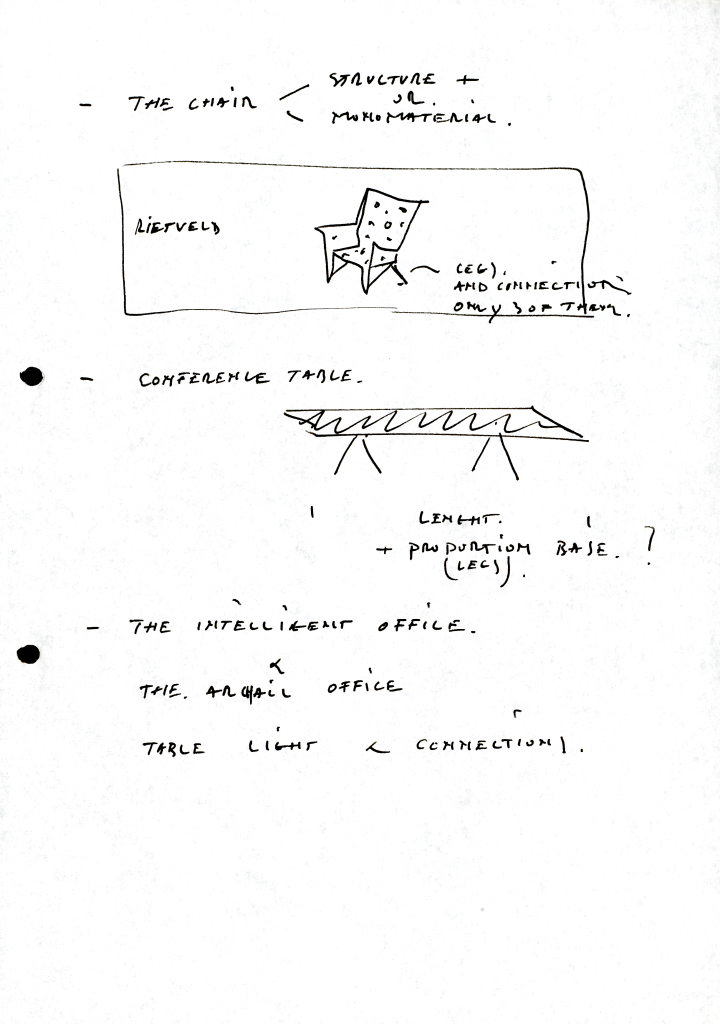 - THE CHAIR < STRUCTURE +
OR.
MONOMATERIAL.
RIETVELD
LEGS.
AND CONNECTION
ONLY 3 OF THEM.
- CONFERENCE TABLE.
LENGHT.
+ PROPORTION BASE. ?
(LEGS).
- THE INTELLIGENT OFFICE.
&
THE. ARCHAIC OFFICE
TABLE LIGHT & CONNECTIONS.